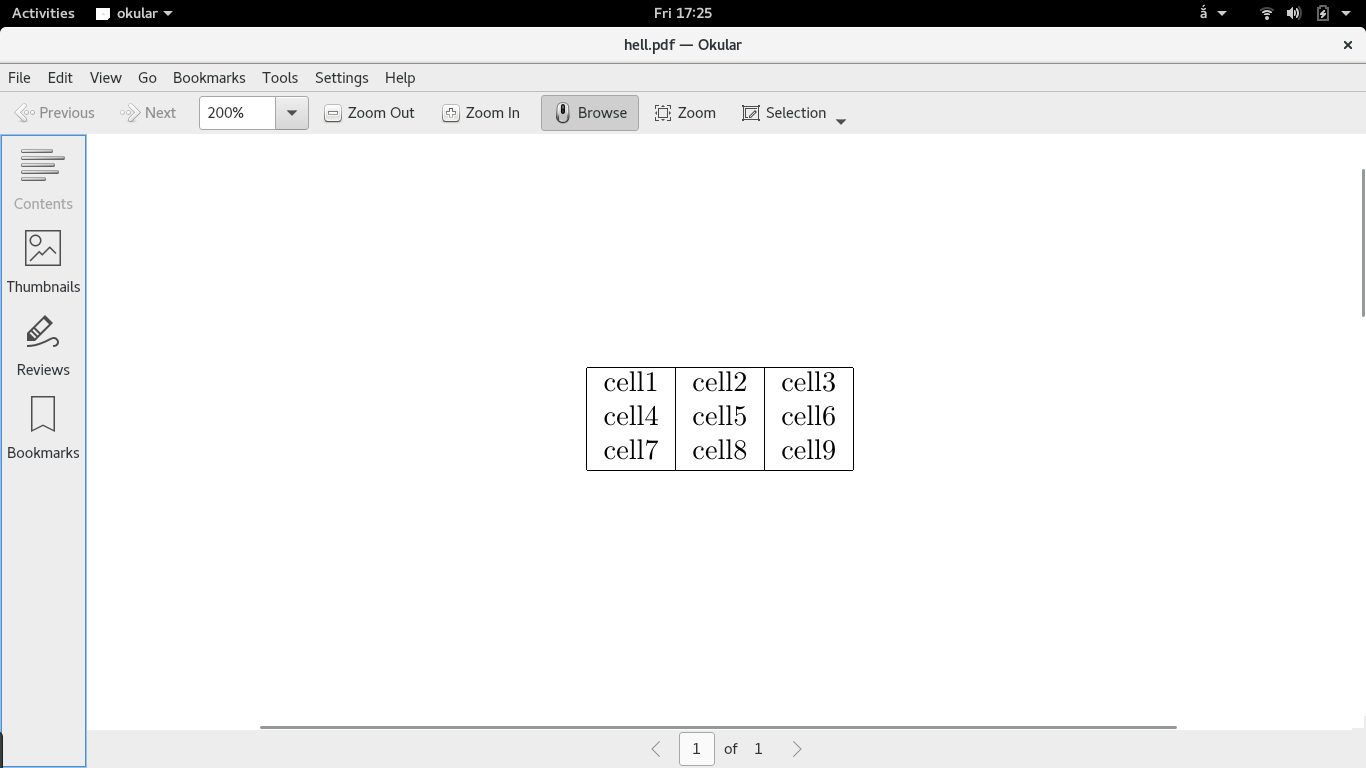 Activities okular Fri 17:25 ả
hell.pdf — Okular
File Edit View Go Bookmarks Tools Settings Help
Previous Next 200% Zoom Out Zoom In Browse Zoom Selection
Contents
Thumbnails
Reviews
Bookmarks
cell1 cell2 cell3
cell4 cell5 cell6
cell7 cell8 cell9
1 of 1